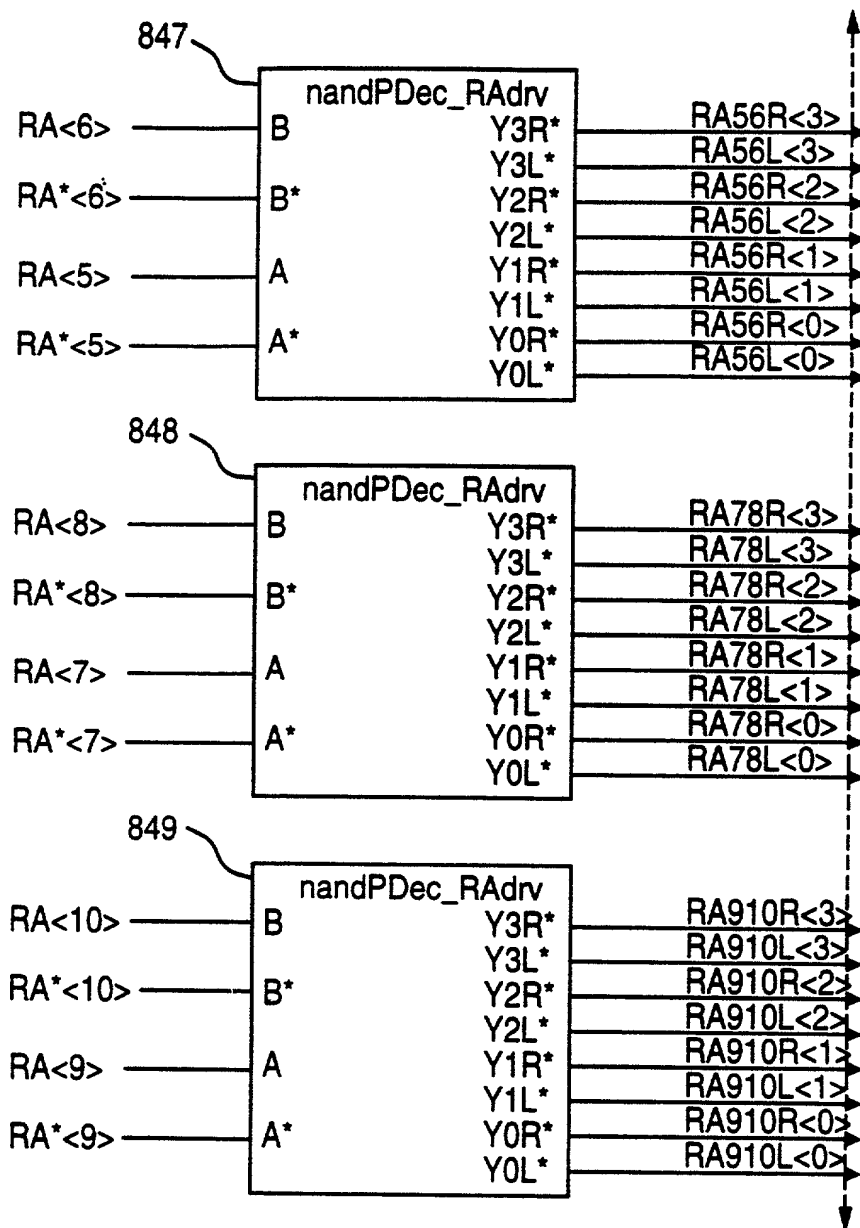 847
nandPDec_RAdrv
RA<6> B Y3R* RA56R<3>
Y3L* RA56L<3>
RA*<6> B* Y2R* RA56R<2>
Y2L* RA56L<2>
RA<5> A Y1R* RA56R<1>
Y1L* RA56L<1>
RA*<5> A* Y0R* RA56R<0>
Y0L* RA56L<0>
848
nandPDec_RAdrv
RA<8> B Y3R* RA78R<3>
Y3L* RA78L<3>
RA*<8> B* Y2R* RA78R<2>
Y2L* RA78L<2>
RA<7> A Y1R* RA78R<1>
Y1L* RA78L<1>
RA*<7> A* Y0R* RA78R<0>
Y0L* RA78L<0>
849
nandPDec_RAdrv
RA<10> B Y3R* RA910R<3>
Y3L* RA910L<3>
RA*<10> B* Y2R* RA910R<2>
Y2L* RA910L<2>
RA<9> A Y1R* RA910R<1>
Y1L* RA910L<1>
RA*<9> A* Y0R* RA910R<0>
Y0L* RA910L<0>